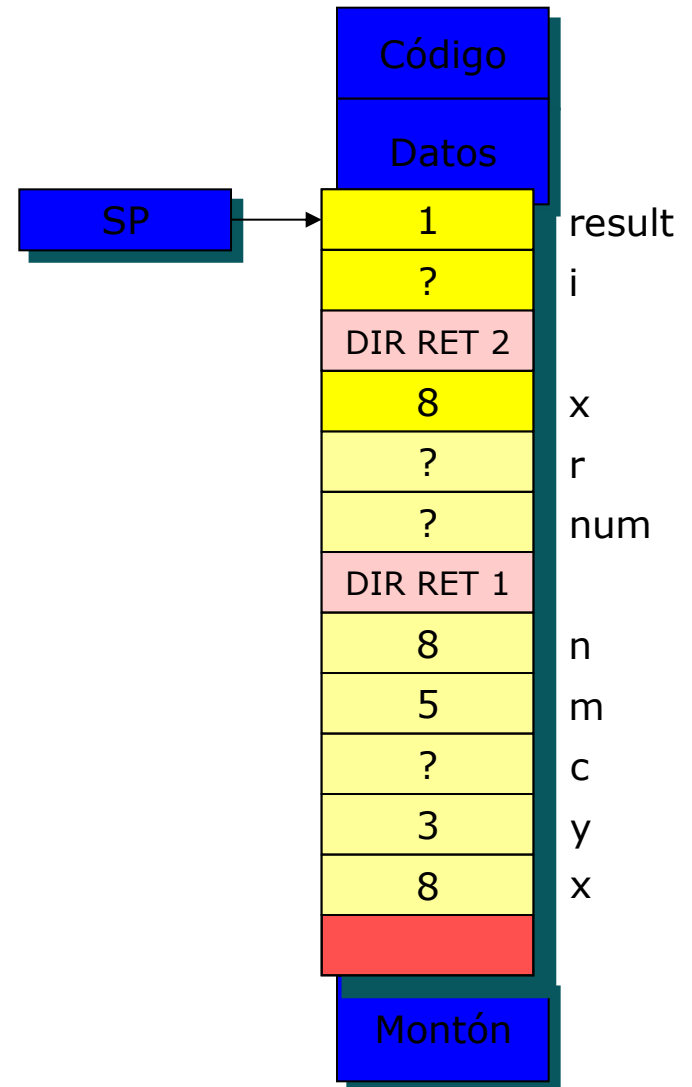 Código
Datos
SP 1 result
? i
DIR RET 2
8 x
? r
? num
DIR RET 1
8 n
5 m
? c
3 y
8 x
Montón